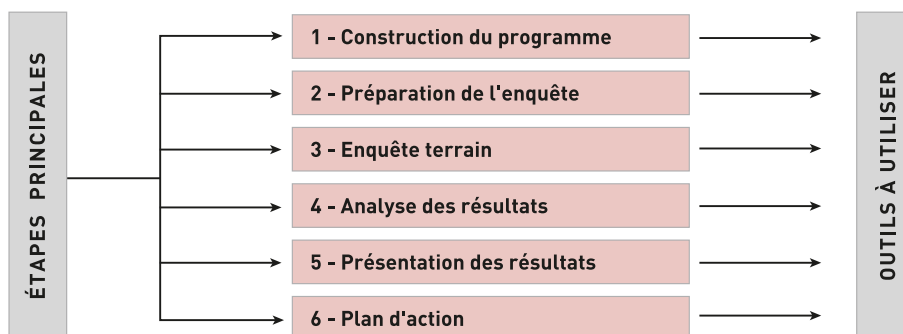 ÉTAPES PRINCIPALES
1 - Construction du programme
2 - Préparation de l'enquête
3 - Enquête terrain
4 - Analyse des résultats
5 - Présentation des résultats
6 - Plan d'action
OUTILS À UTILISER